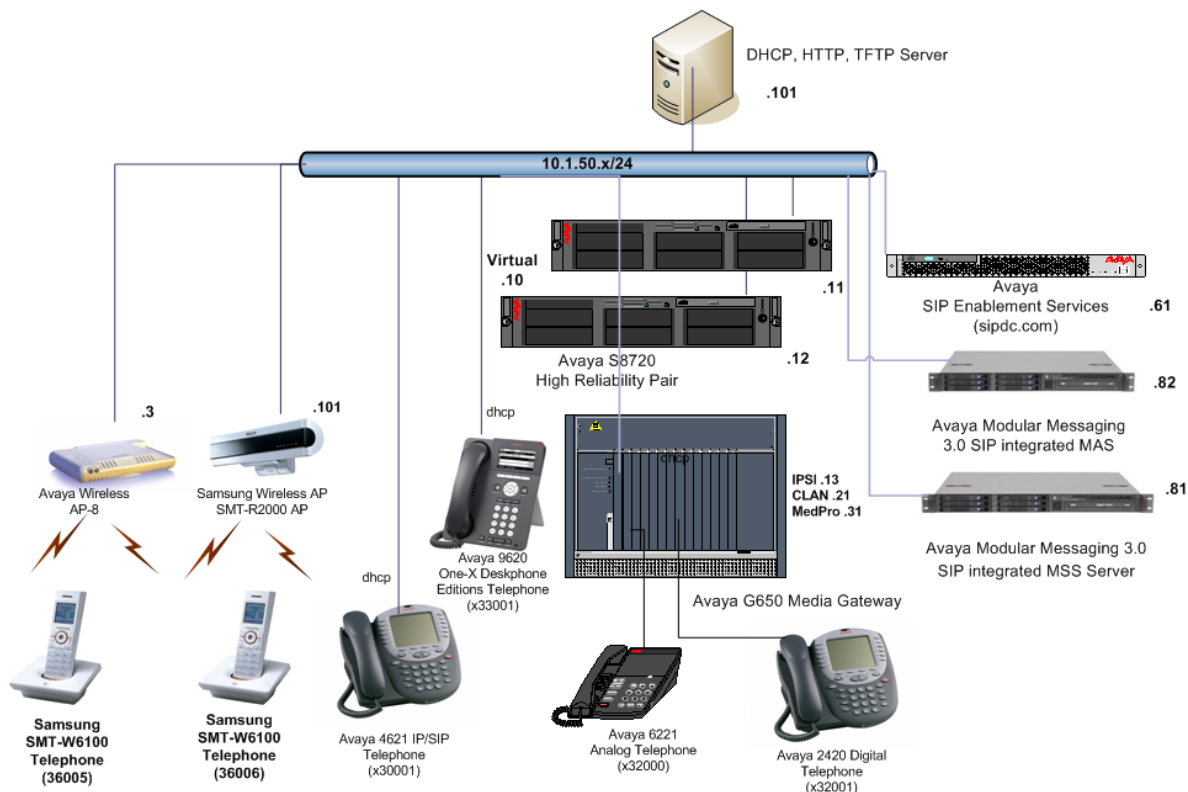 DHCP, HTTP, TFTP Server
.101
10.1.50.x/24
Virtual
.10
.11
.12
Avaya S8720
High Reliability Pair
AVAYA
Avaya
SIP Enablement Services
(sipdc.com)
.61
.82
Avaya Modular Messaging
3.0 SIP integrated MAS
.81
Avaya Modular Messaging 3.0
SIP integrated MSS Server
.3
Avaya Wireless
AP-8
.101
Samsung Wireless AP
SMT-R2000 AP
dhcp
Avaya 9620
One-X Deskphone
Editions Telephone
(x33001)
dhcp
IPSI .13
CLAN .21
MedPro .31
Avaya G650 Media Gateway
dhcp
Samsung
SMT-W6100
Telephone
(36005)
Samsung
SMT-W6100
Telephone
(36006)
Avaya 4621 IP/SIP
Telephone
(x30001)
Avaya 6221
Analog Telephone
(x32000)
Avaya 2420 Digital
Telephone
(x32001)